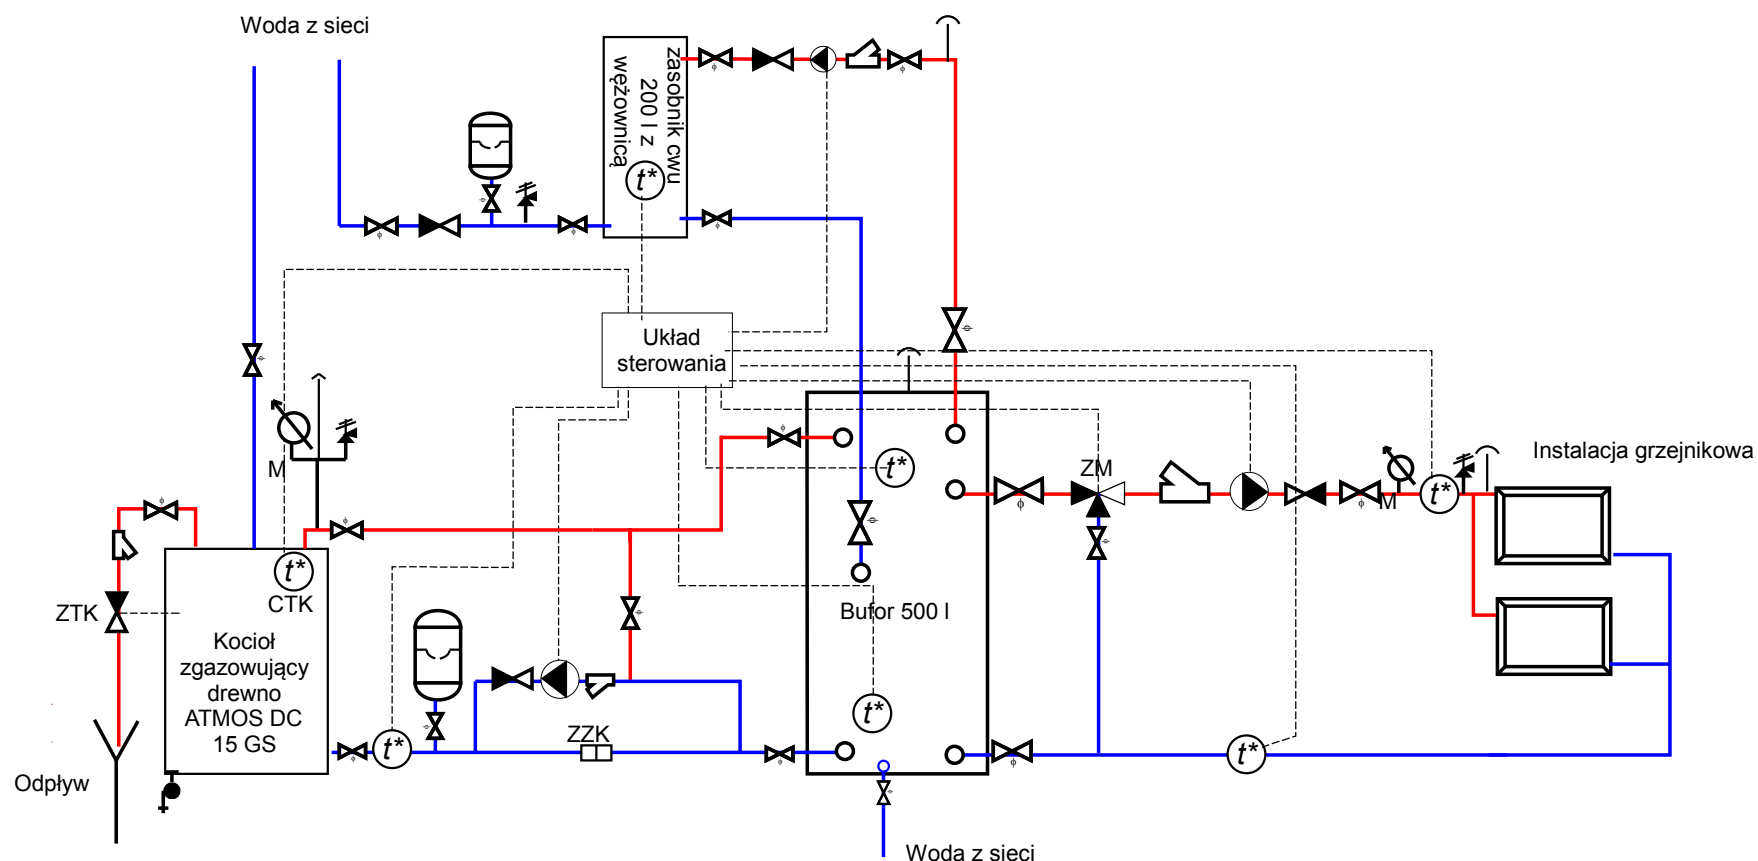 Woda z sieci
zasobnik cwu
200 l z
wężownicą
t*
Układ
sterowania
M
ZM
Instalacja grzejnikowa
t*
M
t*
t*
CTK
ZTK
Bufor 500 l
Kocioł
zgazowujący
drewno
ATMOS DC
15 GS
t*
ZZK
t*
t*
Odpływ
Woda z sieci